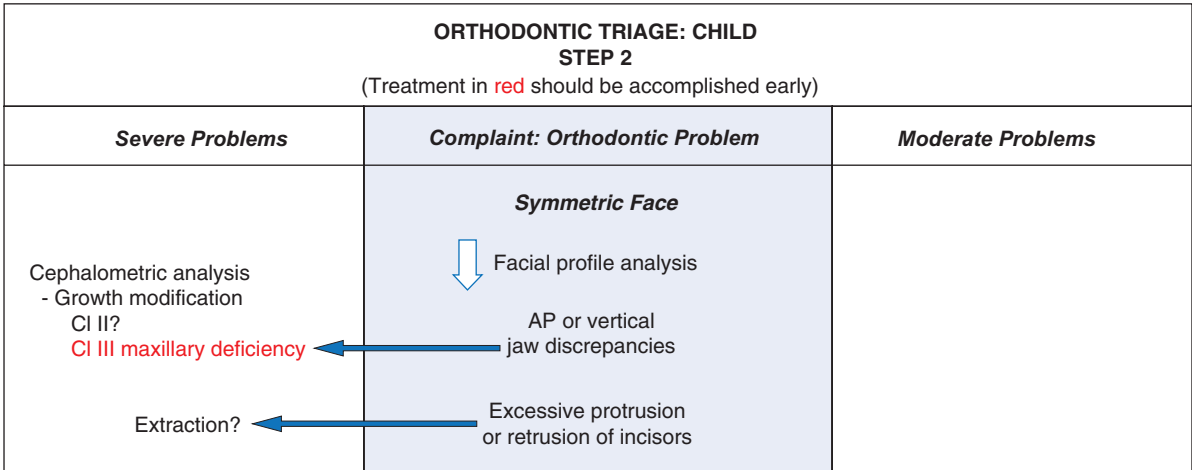 ORTHODONTIC TRIAGE: CHILD
STEP 2
(Treatment in red should be accomplished early)
Severe Problems
Complaint: Orthodontic Problem
Moderate Problems
Symmetric Face
Facial profile analysis
Cephalometric analysis
- Growth modification
Cl II?
Cl III maxillary deficiency
AP or vertical
jaw discrepancies
Extraction?
Excessive protrusion
or retrusion of incisors